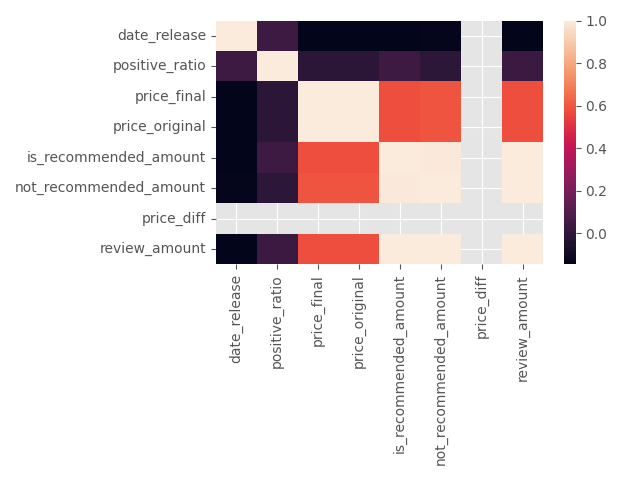 date_release
positive_ratio
price_final
price_original
is_recommended_amount
not_recommended_amount
price_diff
review_amount
date_release
positive_ratio
price_final
price_original
is_recommended_amount
not_recommended_amount
price_diff
review_amount
1.0
0.8
0.6
0.4
0.2
0.0